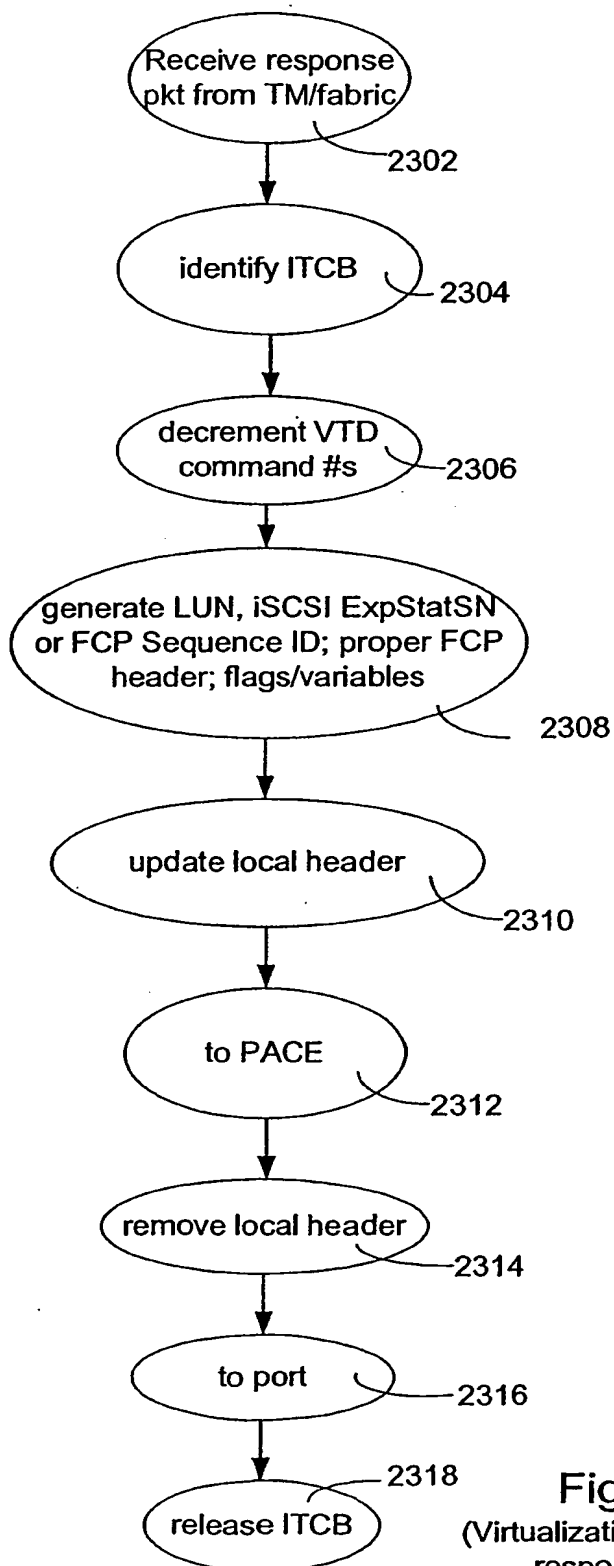 Receive response
pkt from TM/fabric
2302
identify ITCB
2304
decrement VTD
command #s
2306
generate LUN, iSCSI ExpStatSN
or FCP Sequence ID; proper FCP
header; flags/variables
2308
update local header
2310
to PACE
2312
remove local header
2314
to port
2316
2318
release ITCB
Fig
(Virtualizati
respo